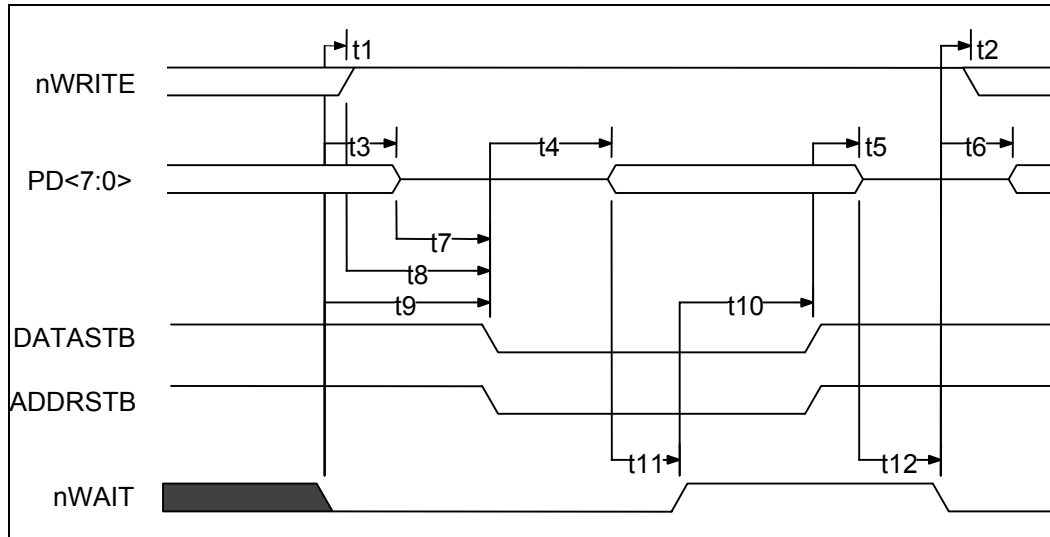 t1
t2
nWRITE
t3
t4
t5
t6
PD<7:0>
t7
t8
t9
t10
DATASTB
ADDRSTB
t11
t12
nWAIT